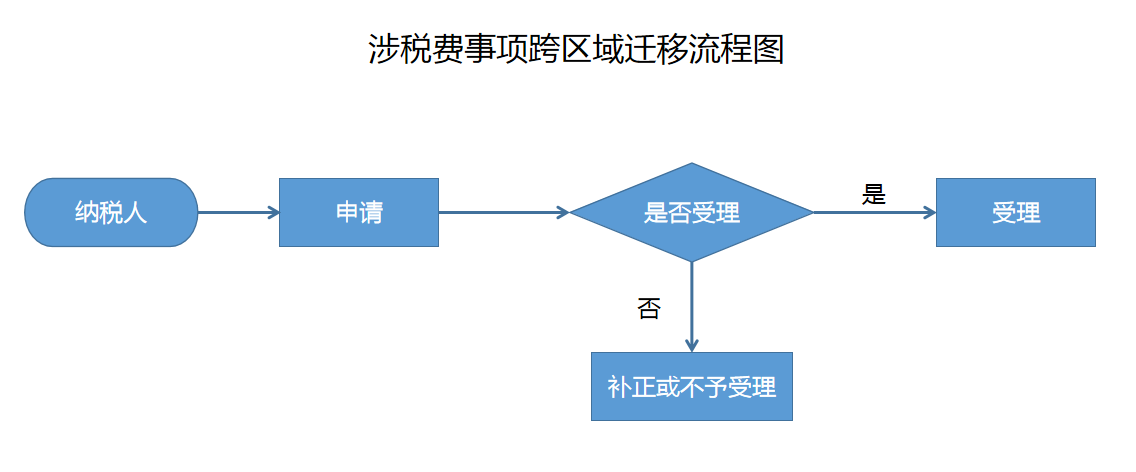 涉税费事项跨区域迁移流程图
纳税人
申请
是否受理
是
受理
否
补正或不予受理